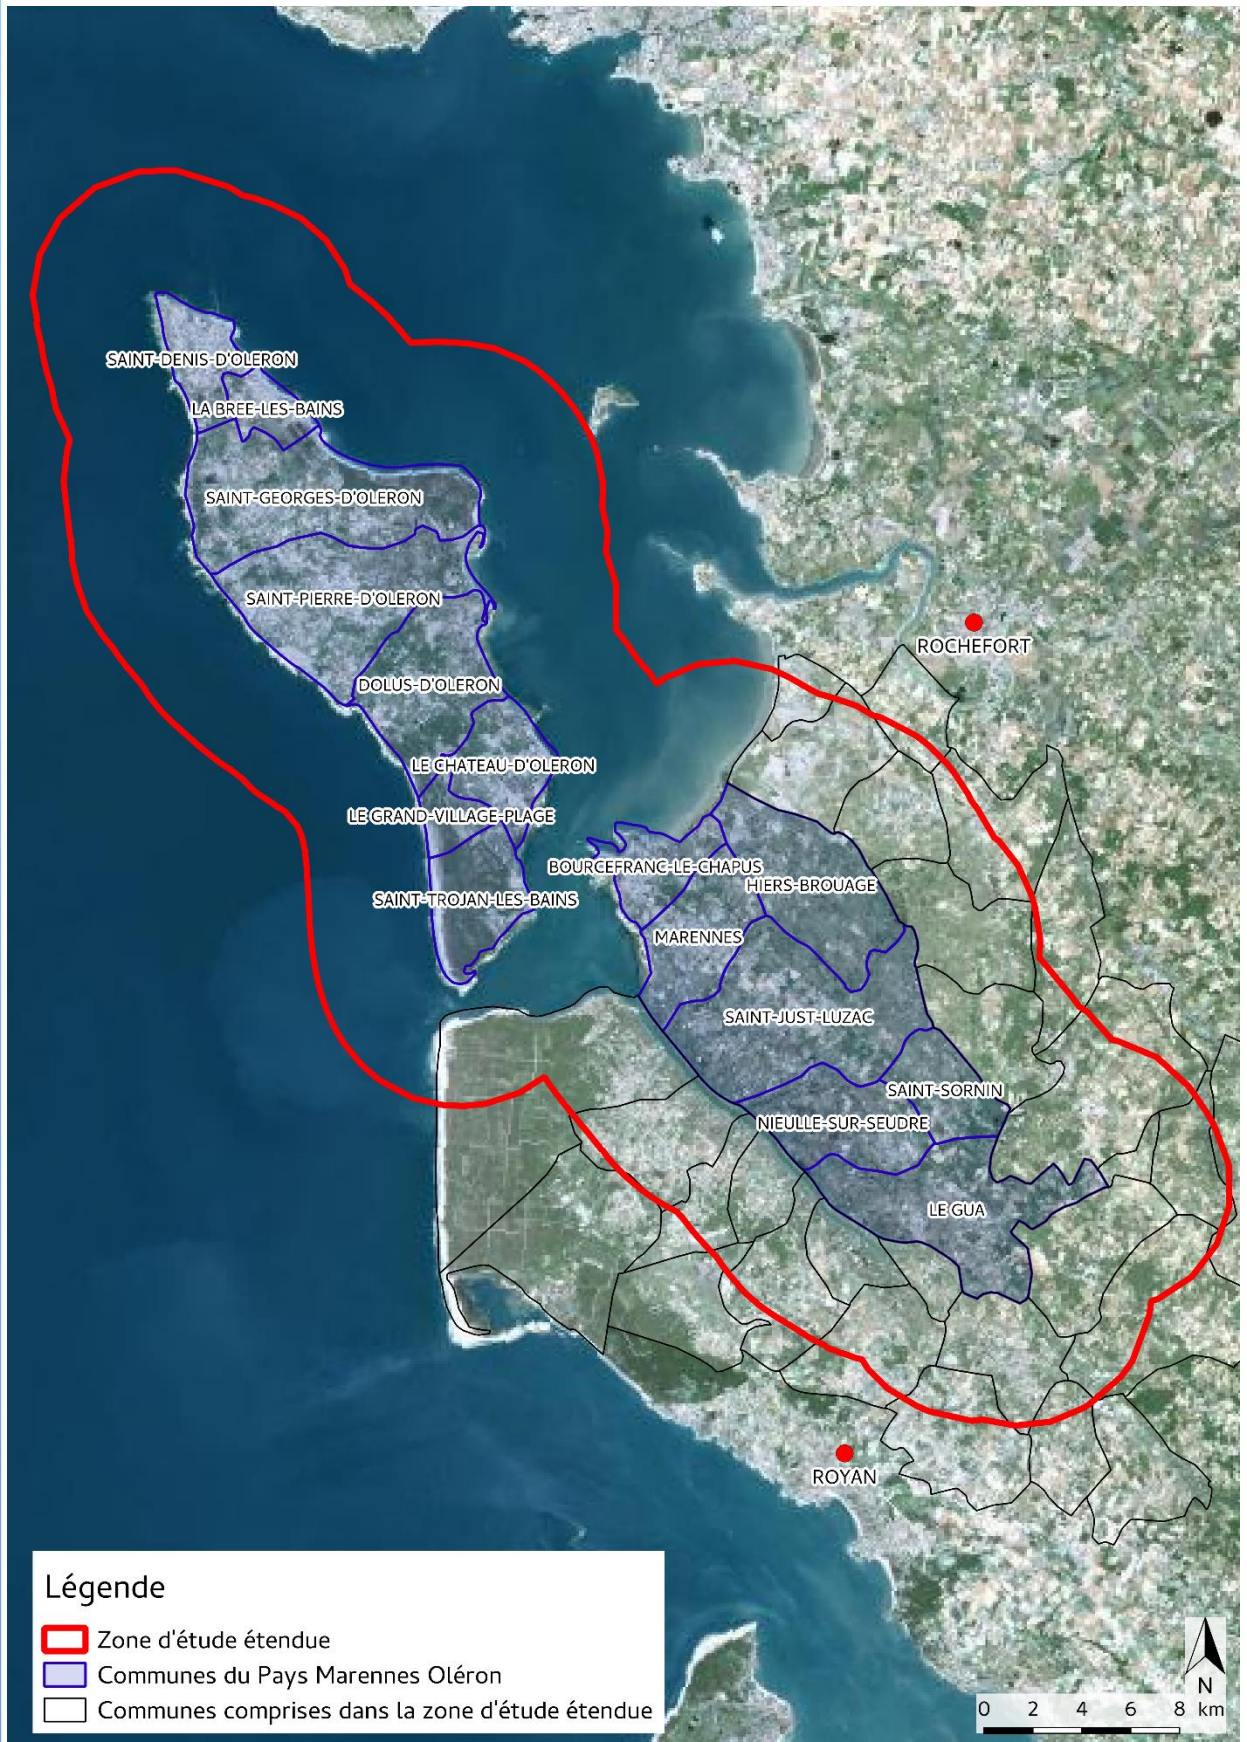 SAINT-DENIS-D'OLERON
LA BREE-LES-BAINS
SAINT-GEORGES-D'OLERON
SAINT-PIERRE-D'OLERON
r
ROCHEFORT
DOLUS-D'OLERON
LE CHATEAU-D'OLERON
LE GRAND-VILLAGE-PLAGE
BOURCEFRANC-LE-CHAPUS
HIERS-BROUAGE
SAINT-TROJAN-LES-BAINS
MARENNES
SAINT-JUST-LUZAC
SAINT-SORNIN
NIEULLE-SUR-SEUDRE
LE GUA
ROYAN
Légende
Zone d'étude étendue
Communes du Pays Marennes Oléron
Communes comprises dans la zone d'étude étendue
N
0 2 4 6 8 km